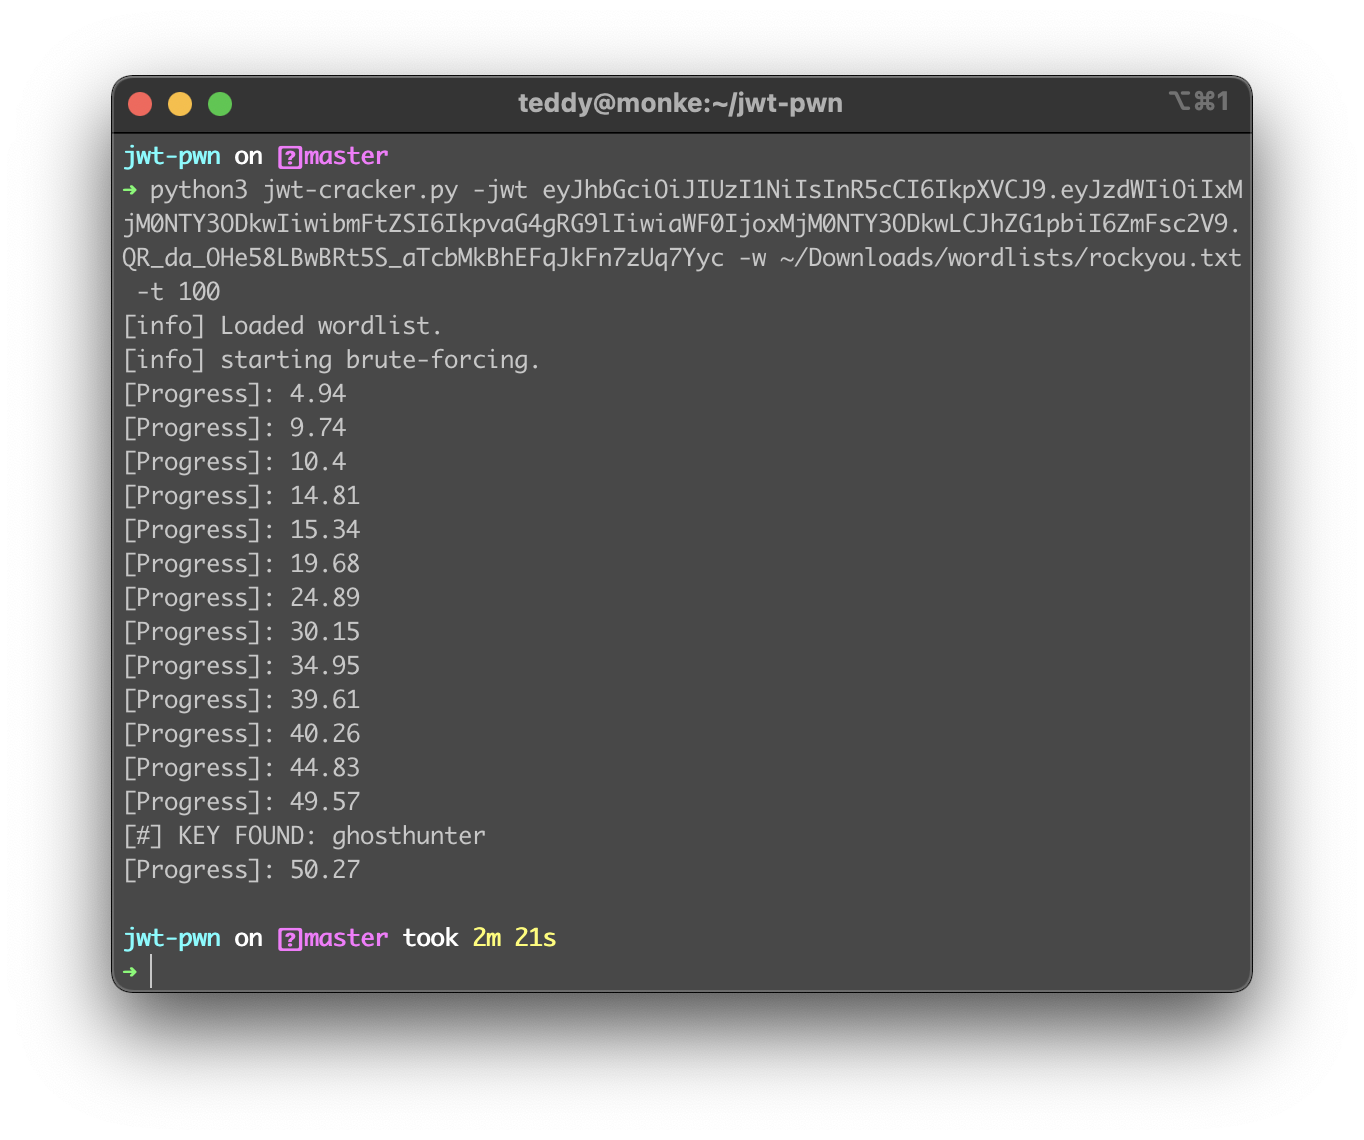 teddy@monke:~/jwt-pwn
⌥⌘1
jwt-pwn on master
➜ python3 jwt-cracker.py -jwt eyJhbGciOiJIUzI1NiIsInR5cCI6IkpXVCJ9.eyJzdWIiOiIxM
jM0NTY3ODkwIiwibmFtZSI6IkpvaG4gRG9lIiwiaWF0IjoxMjM0NTY3ODkwLCJhZG1pbiI6ZmFsc2V9.
QR_da_OHe58LBwBRt5S_aTcbMkBhEFqJkFn7zUq7Yyc -w ~/Downloads/wordlists/rockyou.txt
-t 100
[info] Loaded wordlist.
[info] starting brute-forcing.
[Progress]: 4.94
[Progress]: 9.74
[Progress]: 10.4
[Progress]: 14.81
[Progress]: 15.34
[Progress]: 19.68
[Progress]: 24.89
[Progress]: 30.15
[Progress]: 34.95
[Progress]: 39.61
[Progress]: 40.26
[Progress]: 44.83
[Progress]: 49.57
[#] KEY FOUND: ghosthunter
[Progress]: 50.27
jwt-pwn on master took 2m 21s
➜